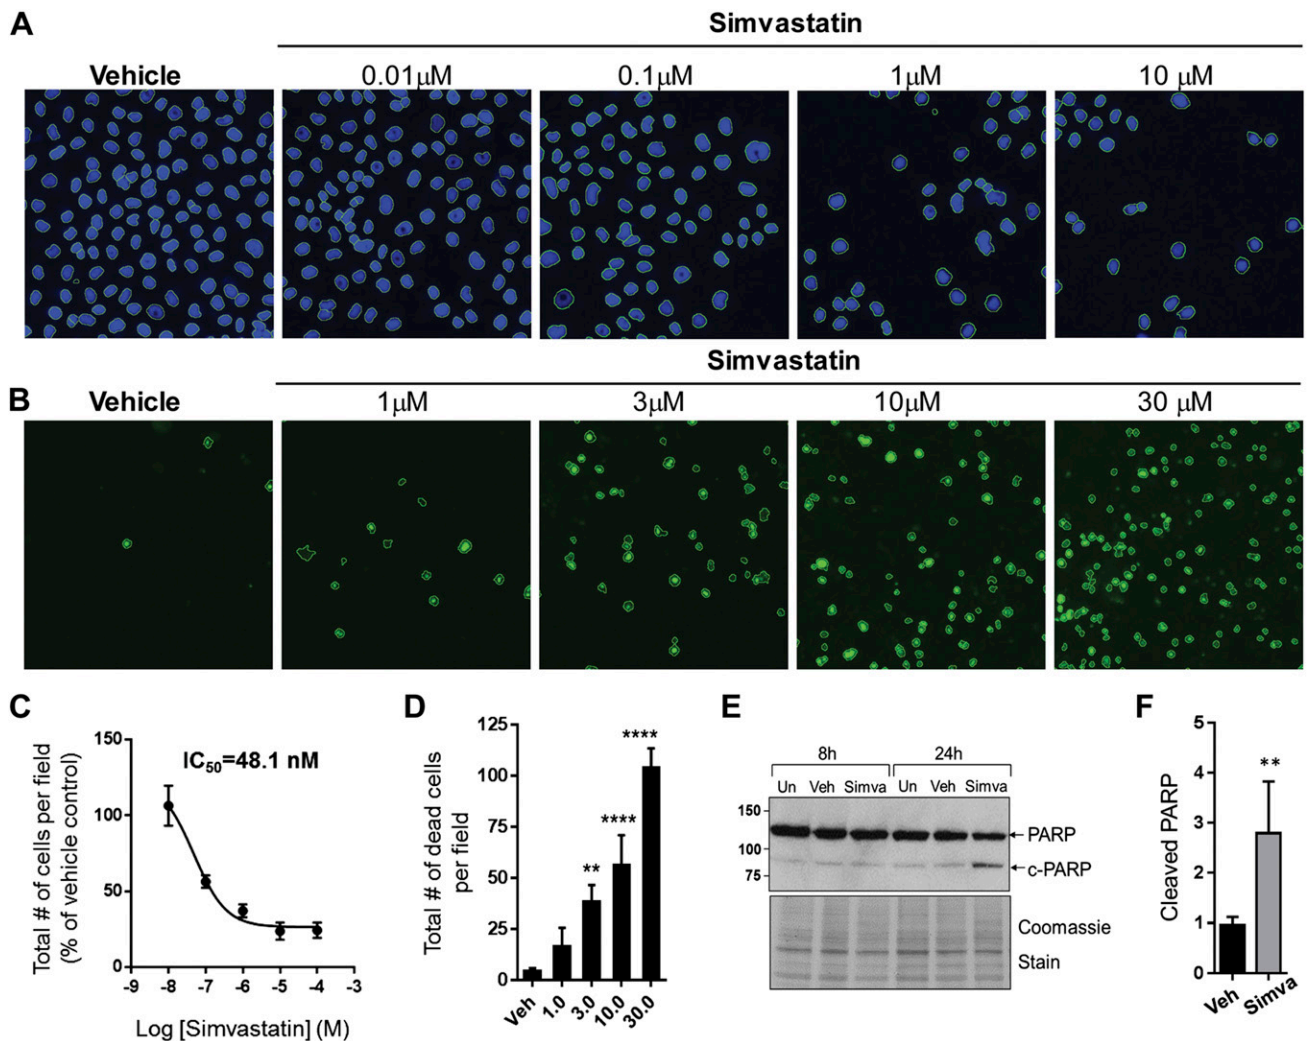 A
Simvastatin
Vehicle 0.01µM 0.1µM 1µM 10 µM
Simvastatin
B
Vehicle 1µM 3µM 10µM 30 µM
C
IC50=48.1 nM
Total # of cells per field
(% of vehicle control)
150
100
50
0
-9 -8 -7 -6 -5 -4 -3
Log [Simvastatin] (M)
D
Total # of dead cells
per field
125
100
75
50
25
0
**
****
****
Veh 1.0 3.0 10.0 30.0
E
8h 24h
Un Veh Simva Un Veh Simva
150
100
75
PARP
c-PARP
Coomassie
Stain
F
Cleaved PARP
5
4
3
2
1
0
**
Veh Simva